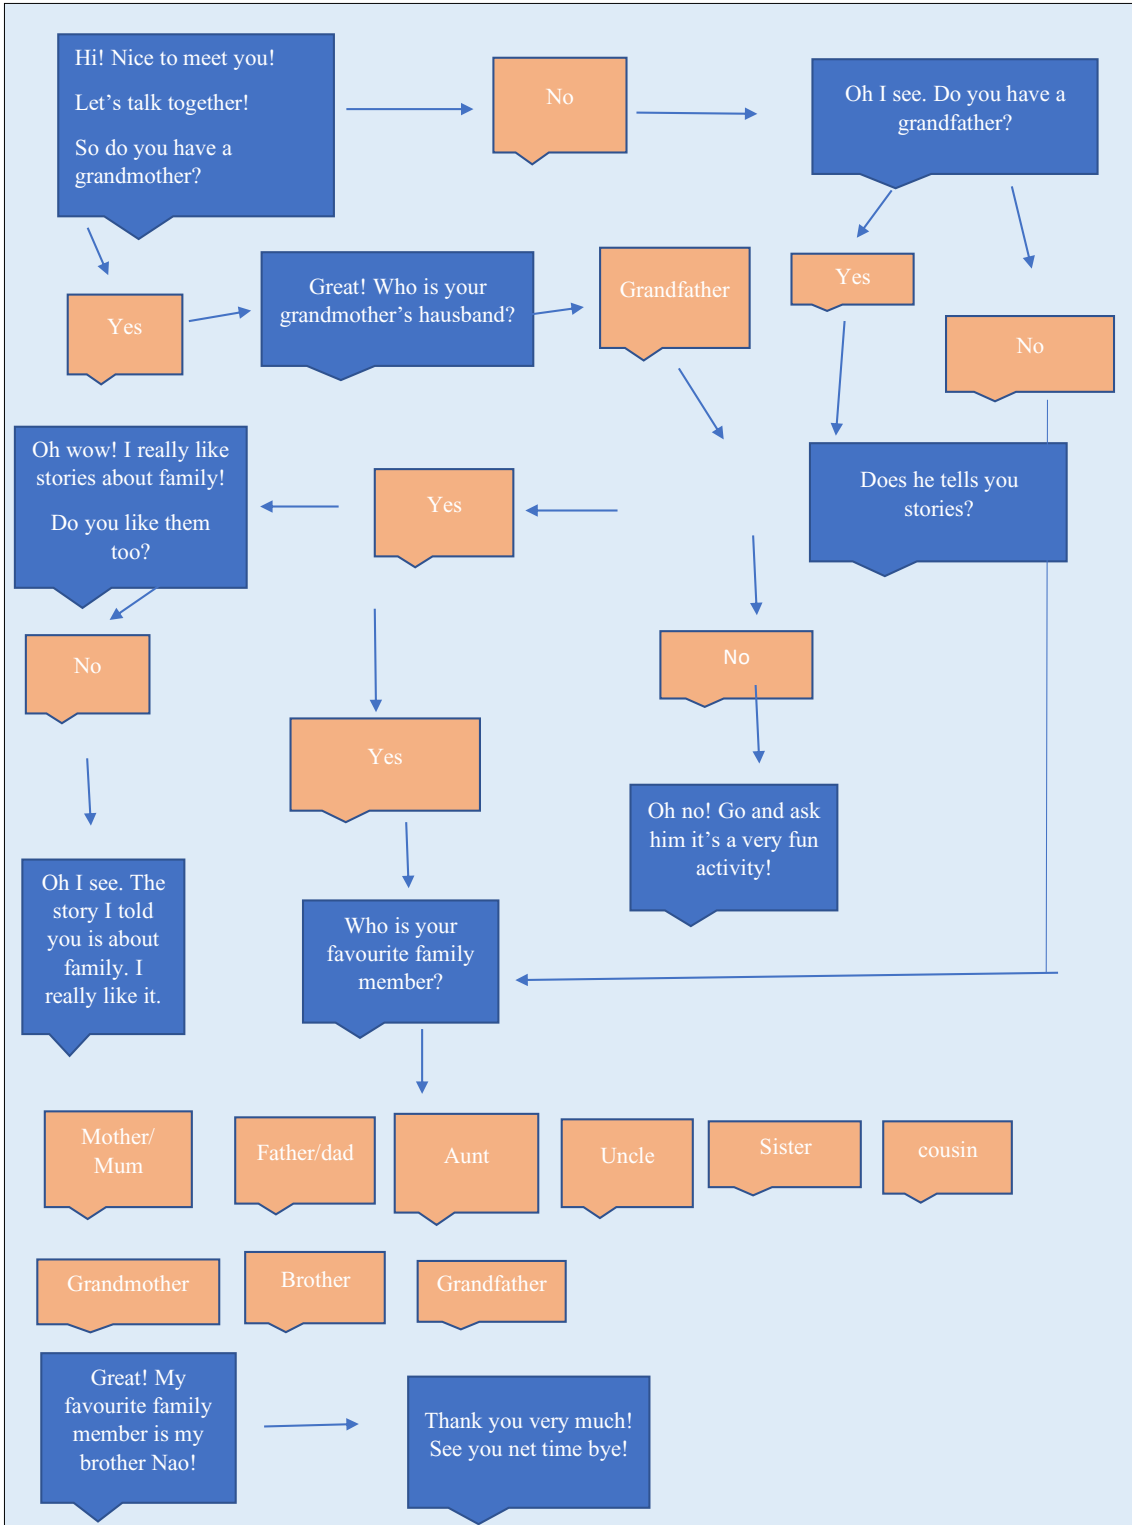 Hi! Nice to meet you!
Let's talk together!
So do you have a
grandmother?
No
Oh I see. Do you have a
grandfather?
Yes
Great! Who is your
grandmother's hausband?
Grandfather
Yes
No
Oh wow! I really like
stories about family!
Do you like them
too?
Yes
Does he tells you
stories?
No
No
Yes
Oh no! Go and ask
him it's a very fun
activity!
Oh I see. The
story I told
you is about
family. I
really like it.
Who is your
favourite family
member?
Mother/
Mum
Father/dad
Aunt
Uncle
Sister
cousin
Grandmother
Brother
Grandfather
Great! My
favourite family
member is my
brother Nao!
Thank you very much!
See you net time bye!